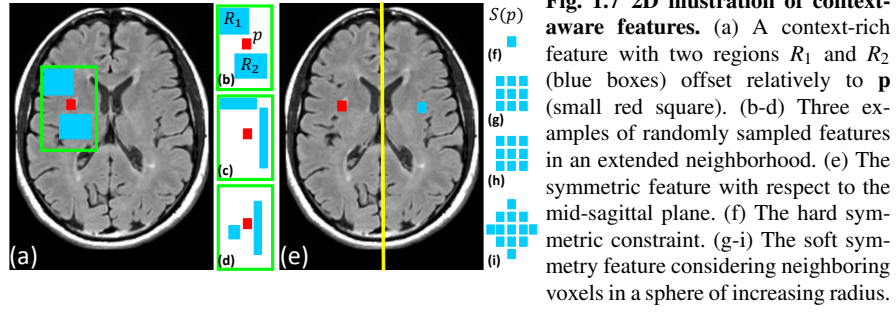 (a)
R1
p
R2
(b)
(c)
(d)
(e)
S(p)
(f)
(g)
(h)
(i)
Fig. 1.7 2D illustration of context-
aware features. (a) A context-rich
feature with two regions R1 and R2
(blue boxes) offset relatively to p
(small red square). (b-d) Three ex-
amples of randomly sampled features
in an extended neighborhood. (e) The
symmetric feature with respect to the
mid-sagittal plane. (f) The hard sym-
metric constraint. (g-i) The soft sym-
metry feature considering neighboring
voxels in a sphere of increasing radius.